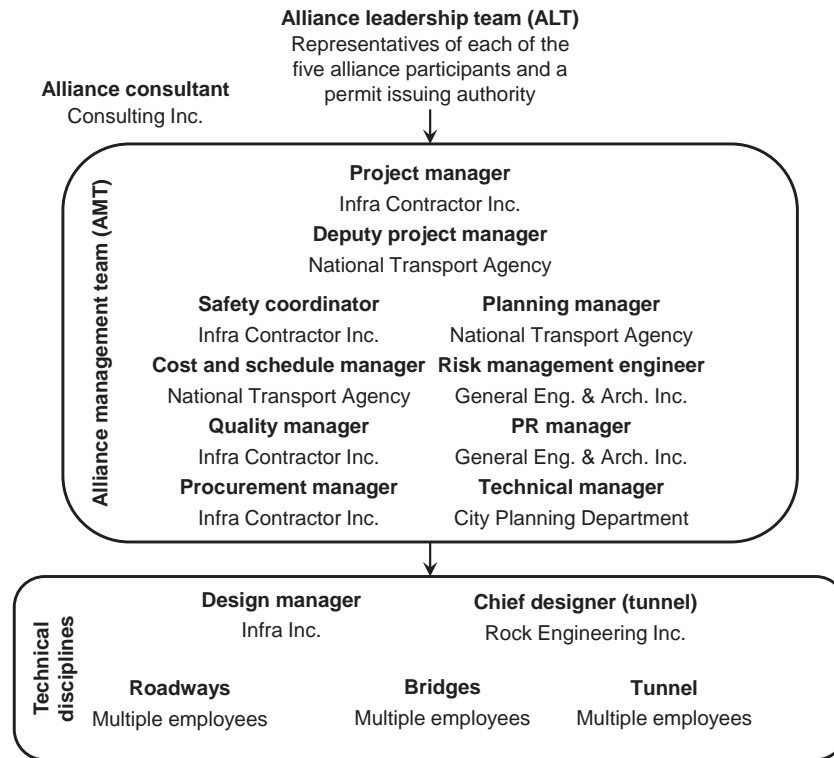 Alliance leadership team (ALT)
Representatives of each of the
five alliance participants and a
permit issuing authority
Alliance consultant
Consulting Inc.
Alliance management team (AMT)
Project manager
Infra Contractor Inc.
Deputy project manager
National Transport Agency
Safety coordinator
Infra Contractor Inc.
Planning manager
National Transport Agency
Cost and schedule manager
National Transport Agency
Risk management engineer
General Eng. & Arch. Inc.
Quality manager
Infra Contractor Inc.
PR manager
General Eng. & Arch. Inc.
Procurement manager
Infra Contractor Inc.
Technical manager
City Planning Department
Technical
disciplines
Design manager
Infra Inc.
Chief designer (tunnel)
Rock Engineering Inc.
Roadways
Multiple employees
Bridges
Multiple employees
Tunnel
Multiple employees